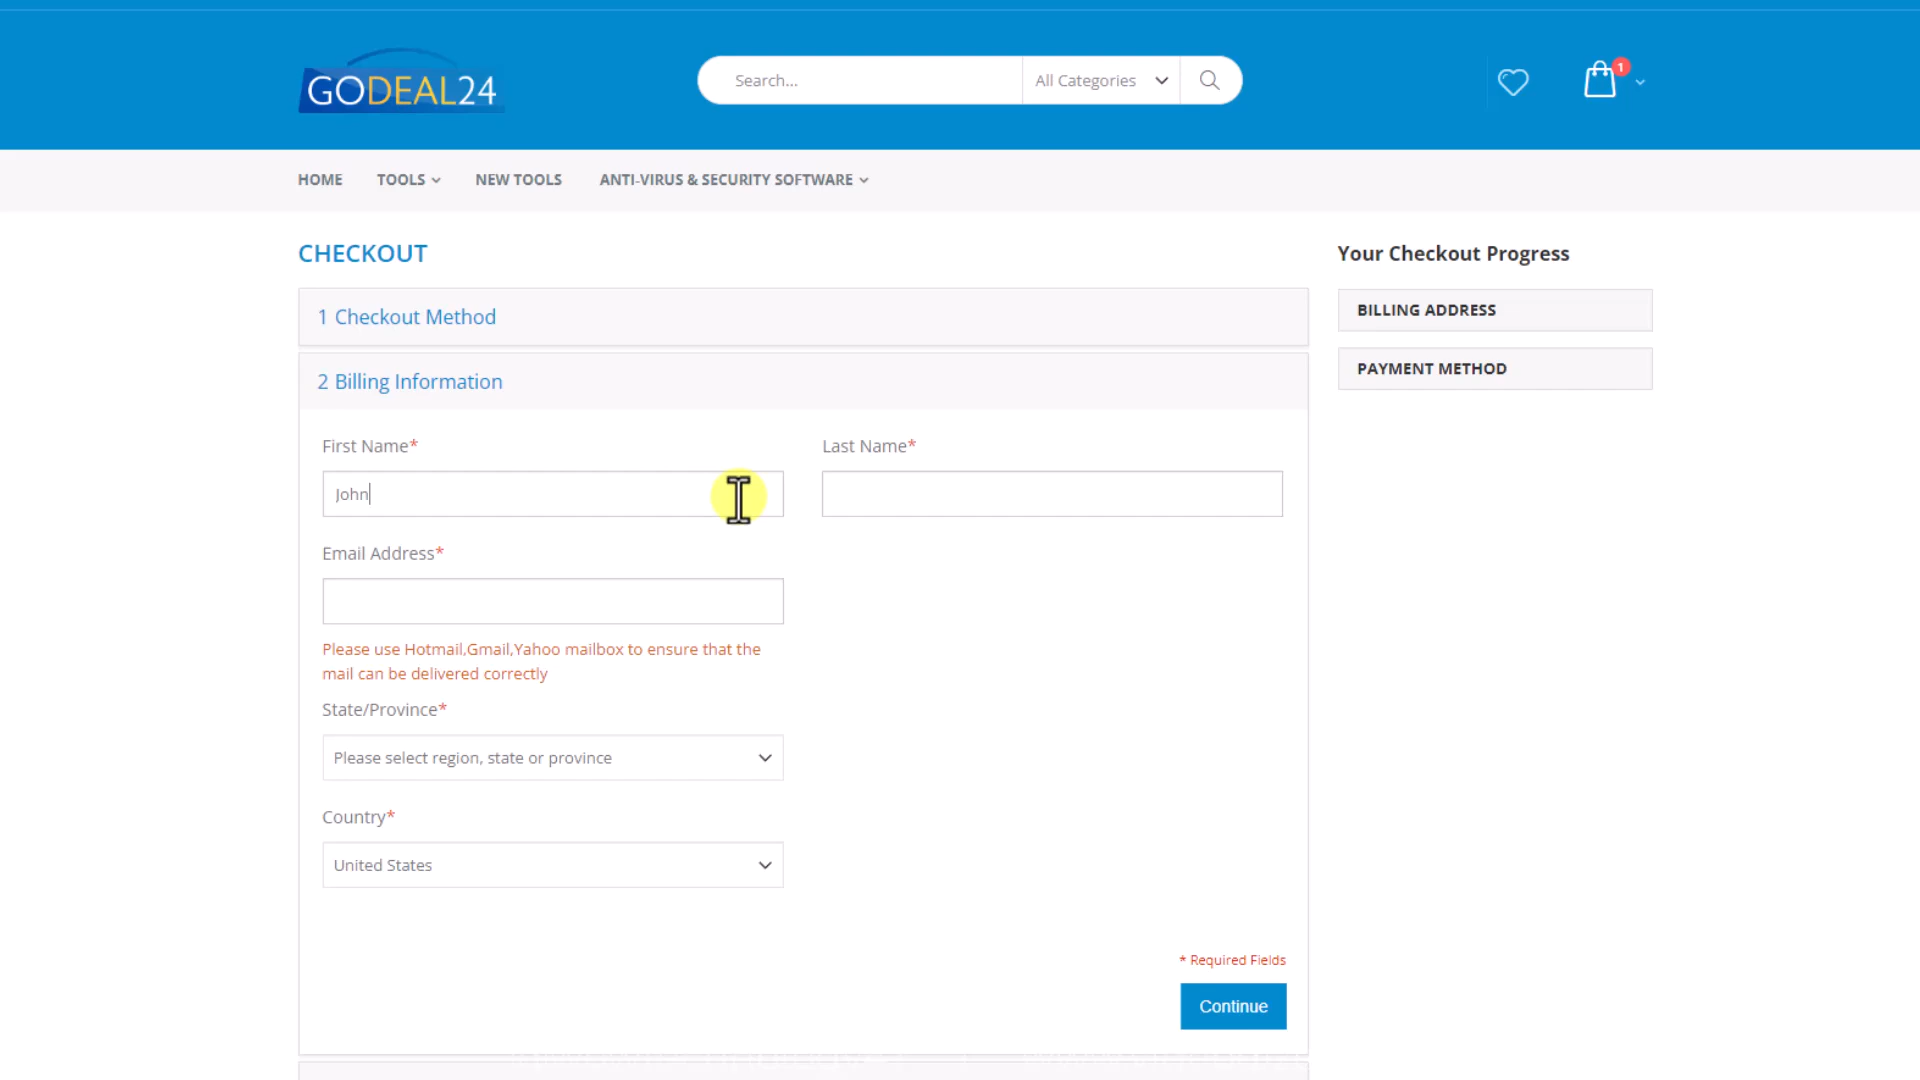 GODEAL24
Search...
All Categories
1
HOME
TOOLS
NEW TOOLS
ANTI-VIRUS & SECURITY SOFTWARE
CHECKOUT
1 Checkout Method
2 Billing Information
First Name*
Last Name*
John
Email Address*
Please use Hotmail,Gmail,Yahoo mailbox to ensure that the
mail can be delivered correctly
State/Province*
Please select region, state or province
Country*
United States
* Required Fields
Continue
Your Checkout Progress
BILLING ADDRESS
PAYMENT METHOD